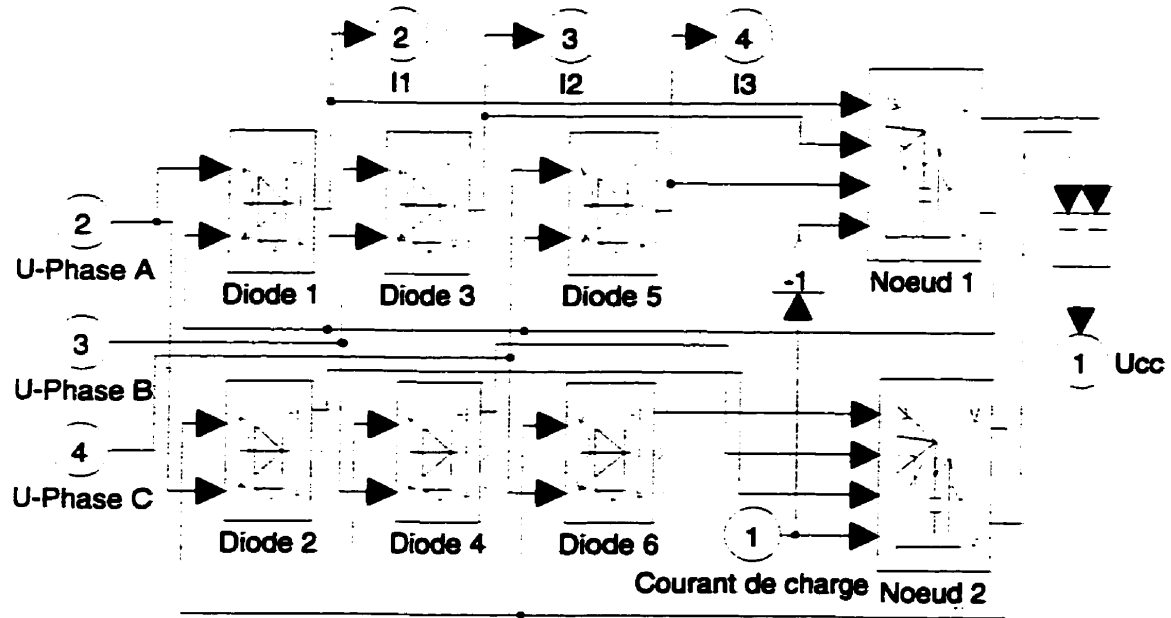 2 3 4
I1 I2 I3
2
U-Phase A
Diode 1 Diode 3 Diode 5
-1
Noeud 1
3
U-Phase B
1 Ucc
4
U-Phase C
Diode 2 Diode 4 Diode 6
1
Courant de charge
Noeud 2